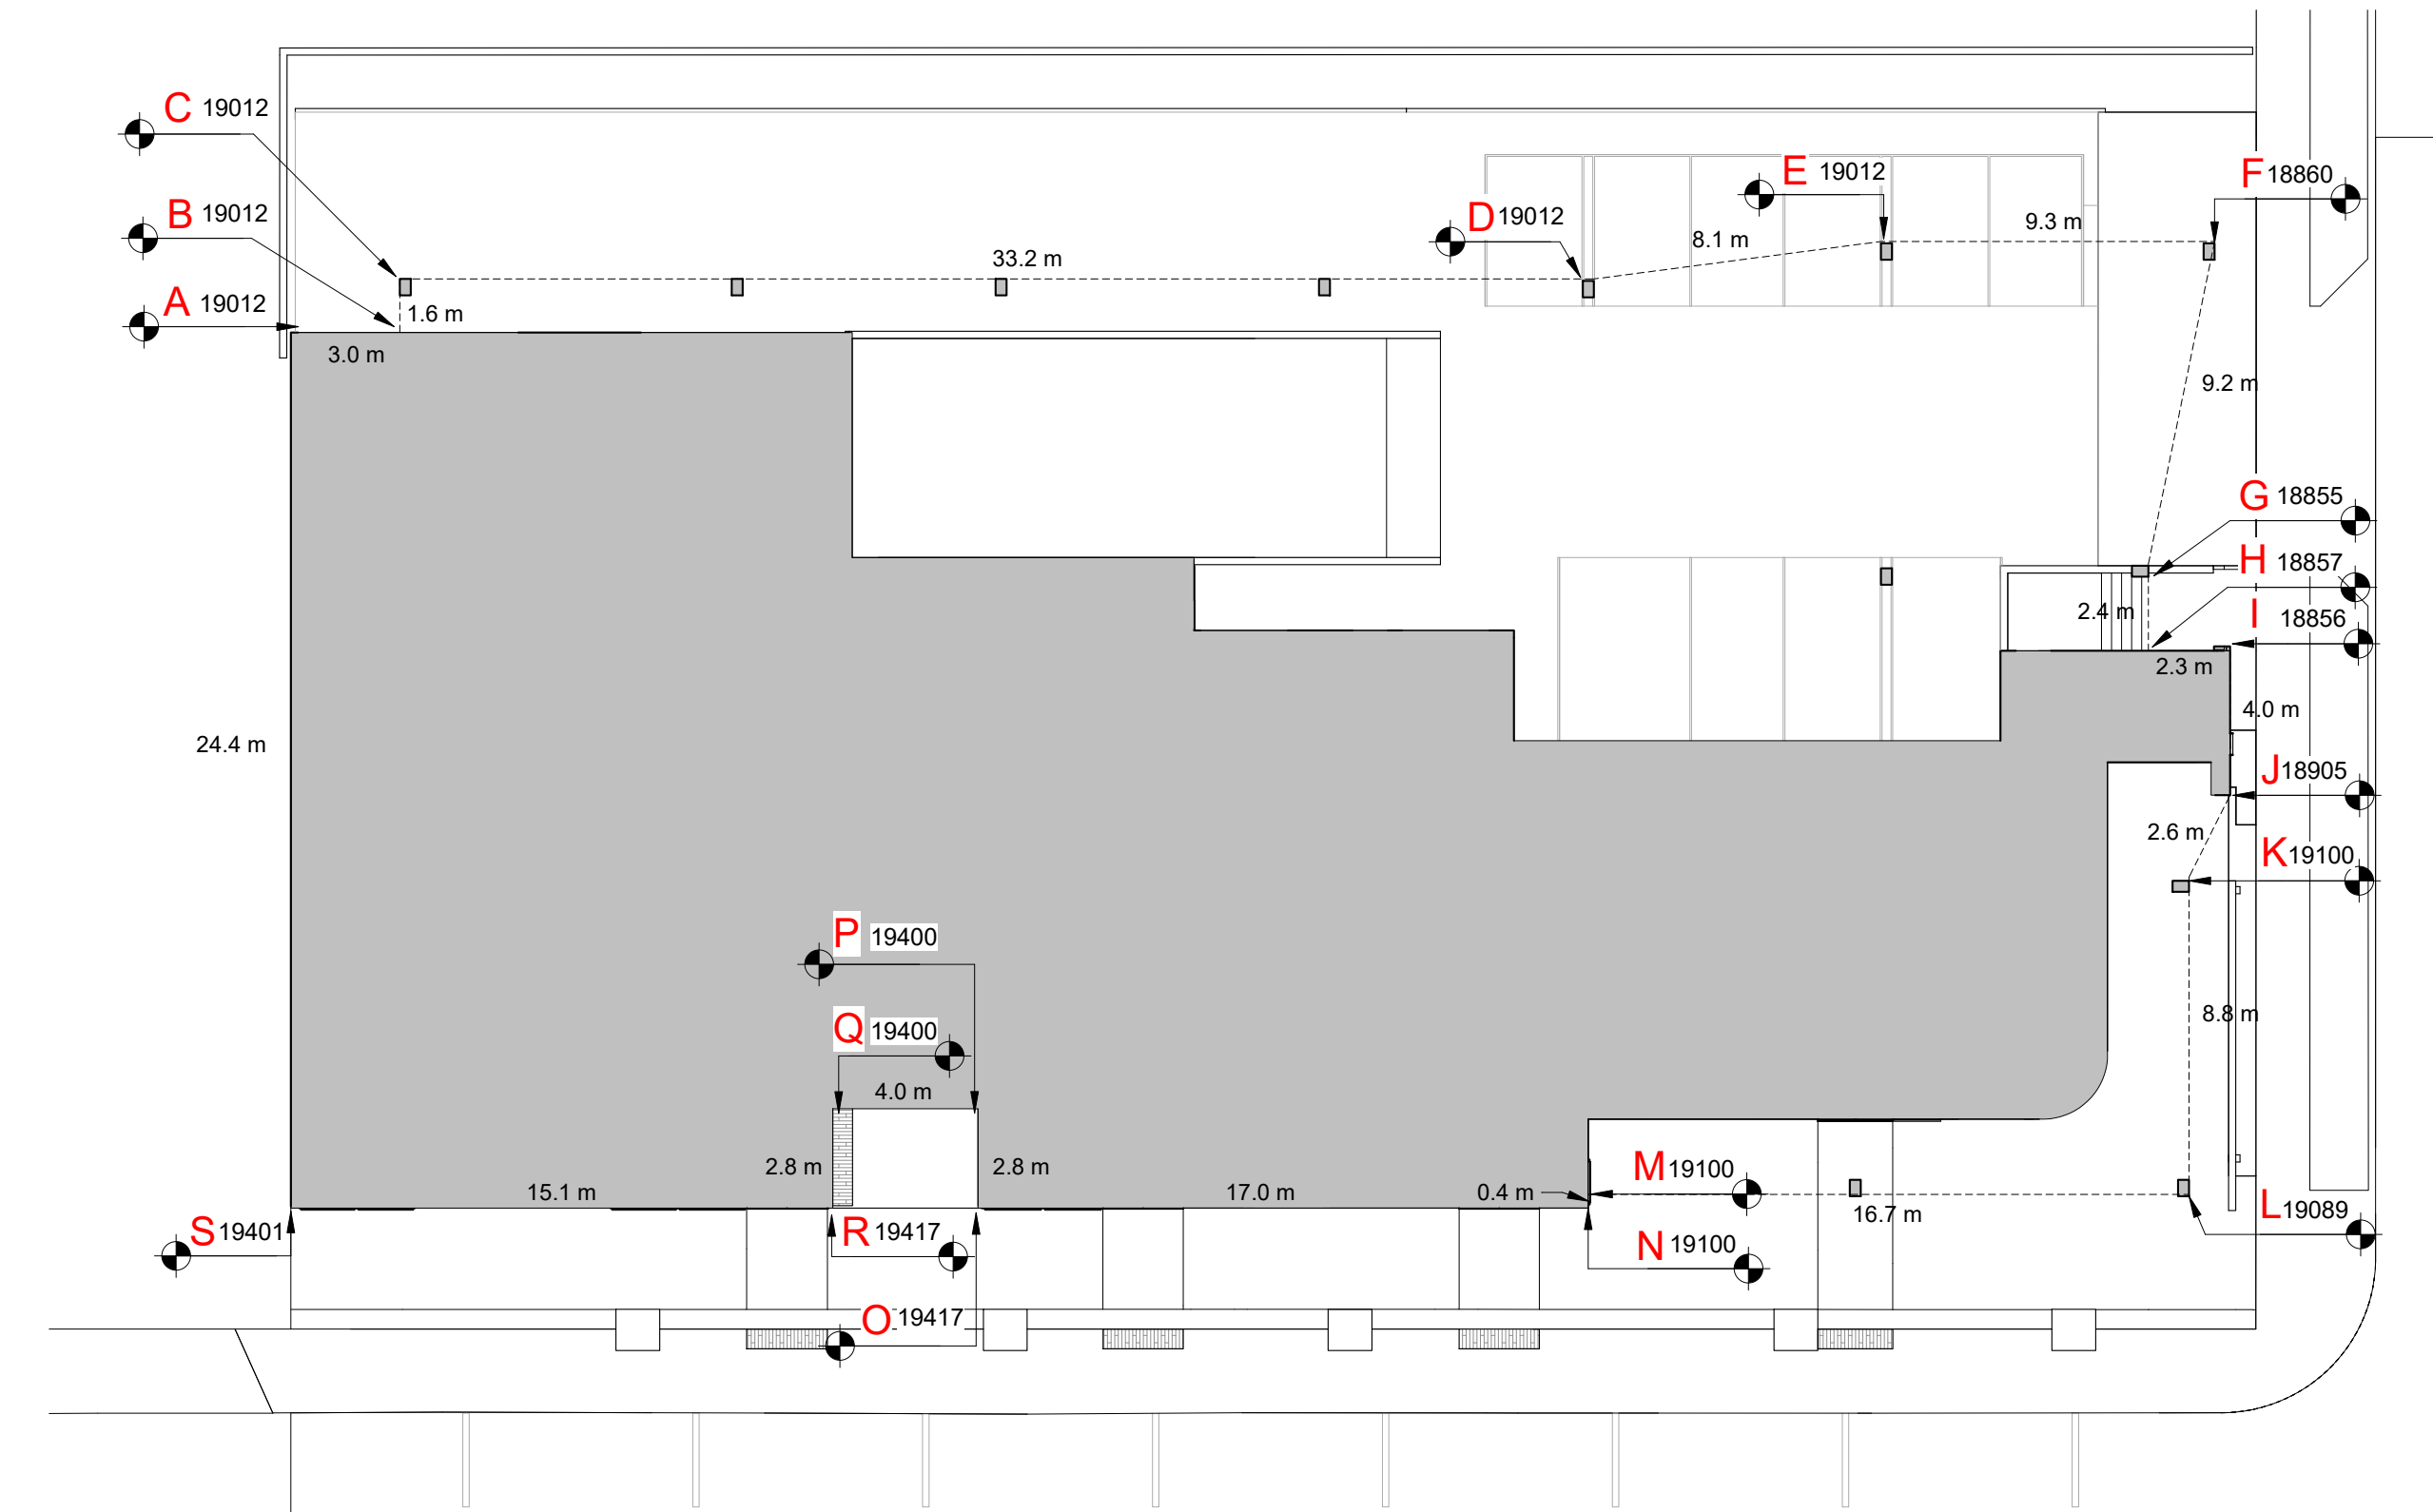 C 19012
F 18860
E 19012
B 19012
D 19012
9.3 m
8.1 m
33.2 m
A 19012
1.6 m
3.0 m
9.2 m
G 18855
H 18857
2.4 m
I 18856
2.3 m
4.0 m
24.4 m
J 18905
2.6 m
K 19100
P 19400
8.8 m
Q 19400
4.0 m
2.8 m
2.8 m
M 19100
15.1 m
17.0 m
0.4 m
L 19089
16.7 m
S 19401
R 19417
N 19100
O 19417